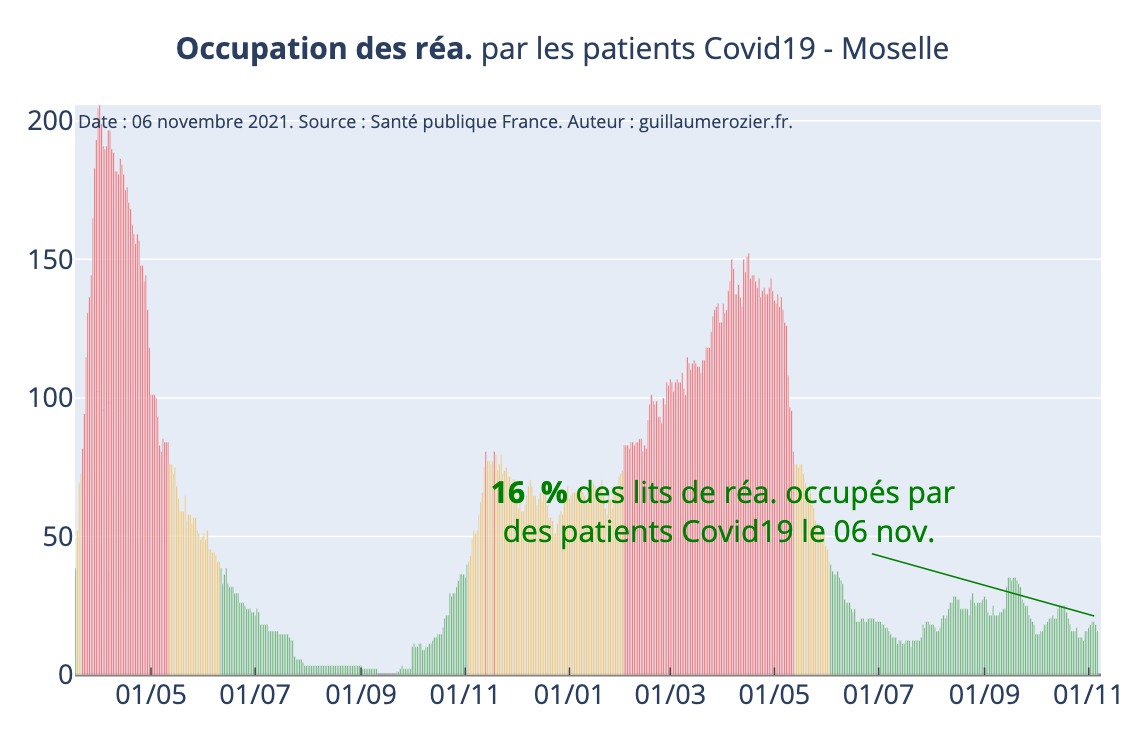 Occupation des réa. par les patients Covid19 - Moselle
200
Date : 06 novembre 2021. Source : Santé publique France. Auteur : guillaumerozier.fr.
150
100
16 % des lits de réa. occupés par
des patients Covid19 le 06 nov.
50
0
01/05 01/07 01/09 01/11 01/01 01/03 01/05 01/07 01/09 01/11